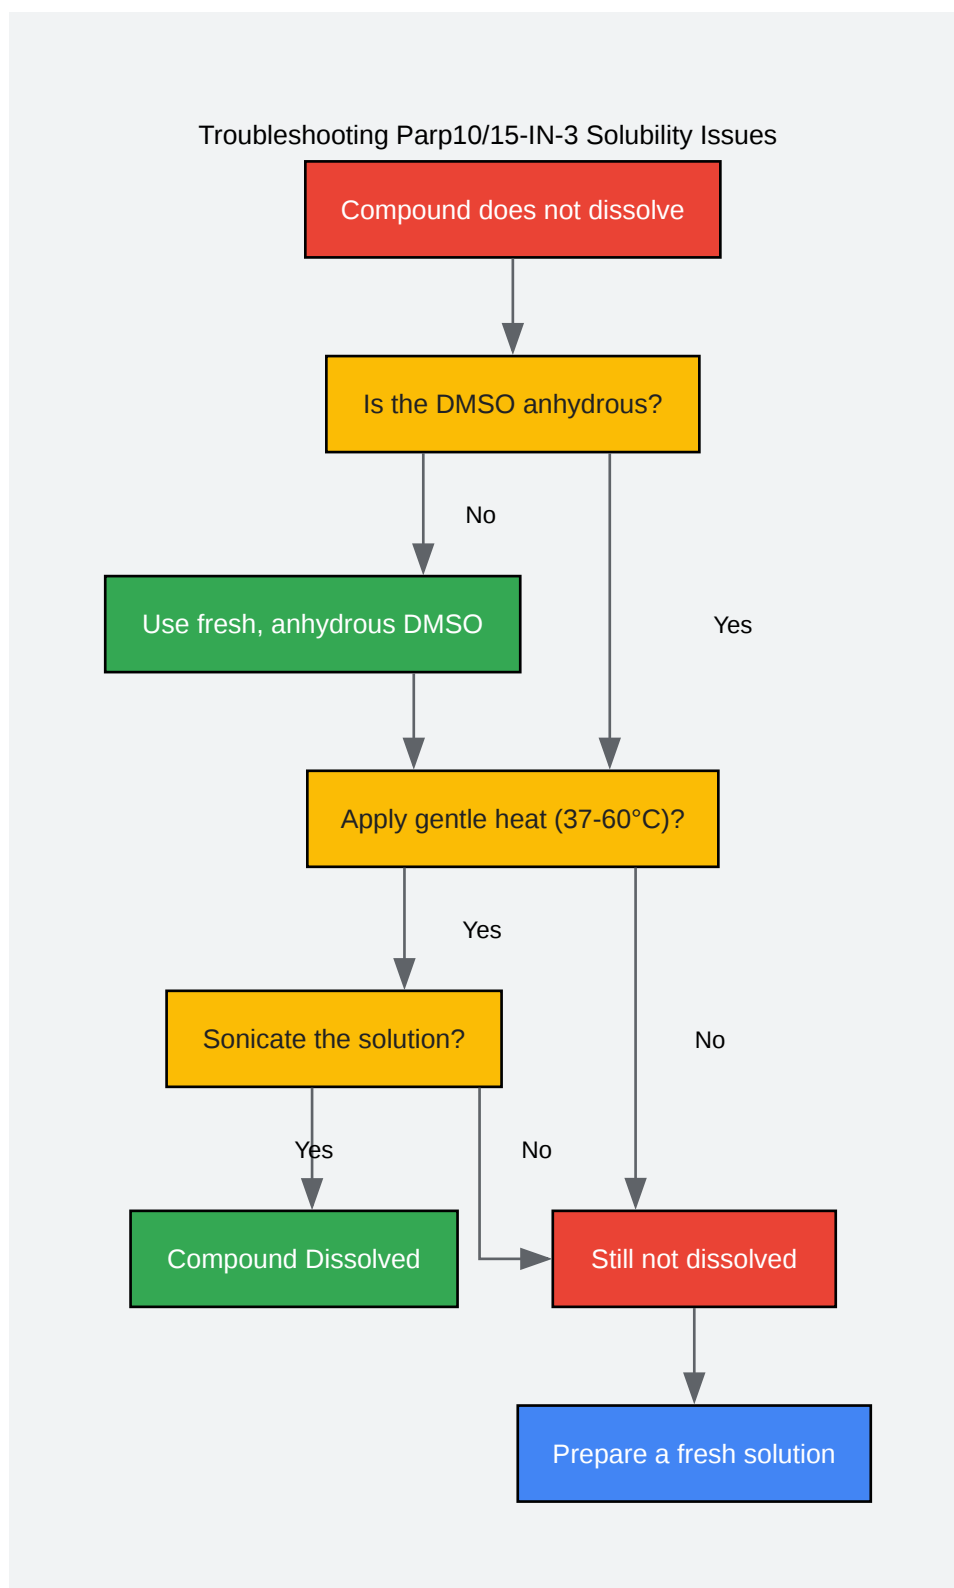 Troubleshooting Parp10/15-IN-3 Solubility Issues
Compound does not dissolve
Is the DMSO anhydrous?
No
Use fresh, anhydrous DMSO
Yes
Apply gentle heat (37-60°C)?
Yes
Sonicate the solution?
No
Yes
No
Compound Dissolved
Still not dissolved
Prepare a fresh solution